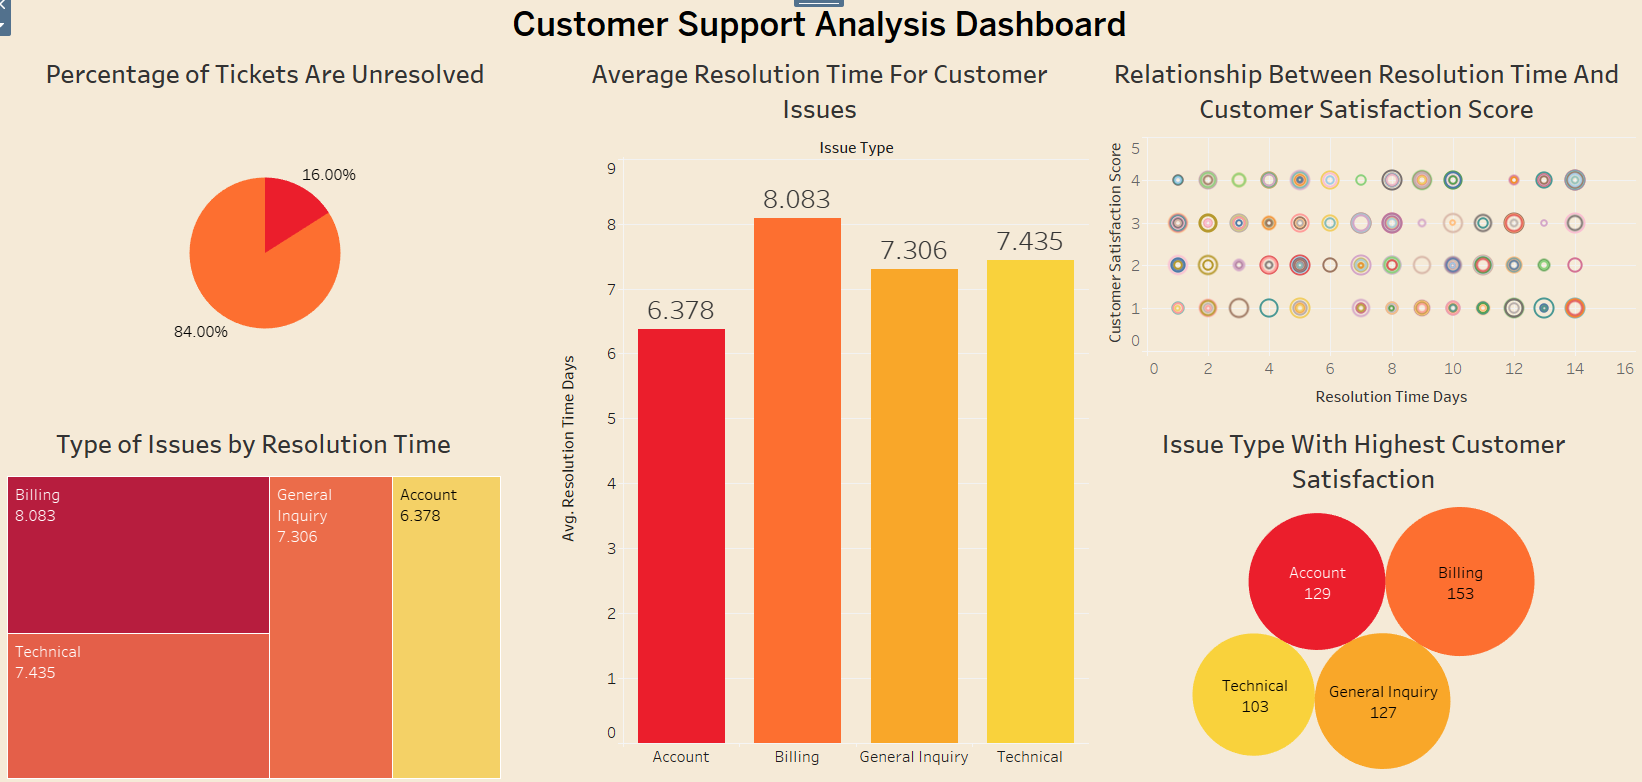 Customer Support Analysis Dashboard
Percentage of Tickets Are Unresolved
16.00%
84.00%
Type of Issues by Resolution Time
Billing
8.083
Technical
7.435
General
Inquiry
7.306
Account
6.378
Average Resolution Time For Customer
Issues
Issue Type
Avg. Resolution Time Days
9
8
7
6
5
4
3
2
1
0
6.378
8.083
7.306
7.435
Account
Billing
General Inquiry
Technical
Relationship Between Resolution Time And
Customer Satisfaction Score
Customer Satisfaction Score
5
4
3
2
1
0
0 2 4 6 8 10 12 14 16
Resolution Time Days
Issue Type With Highest Customer
Satisfaction
Account
129
Billing
153
Technical
103
General Inquiry
127